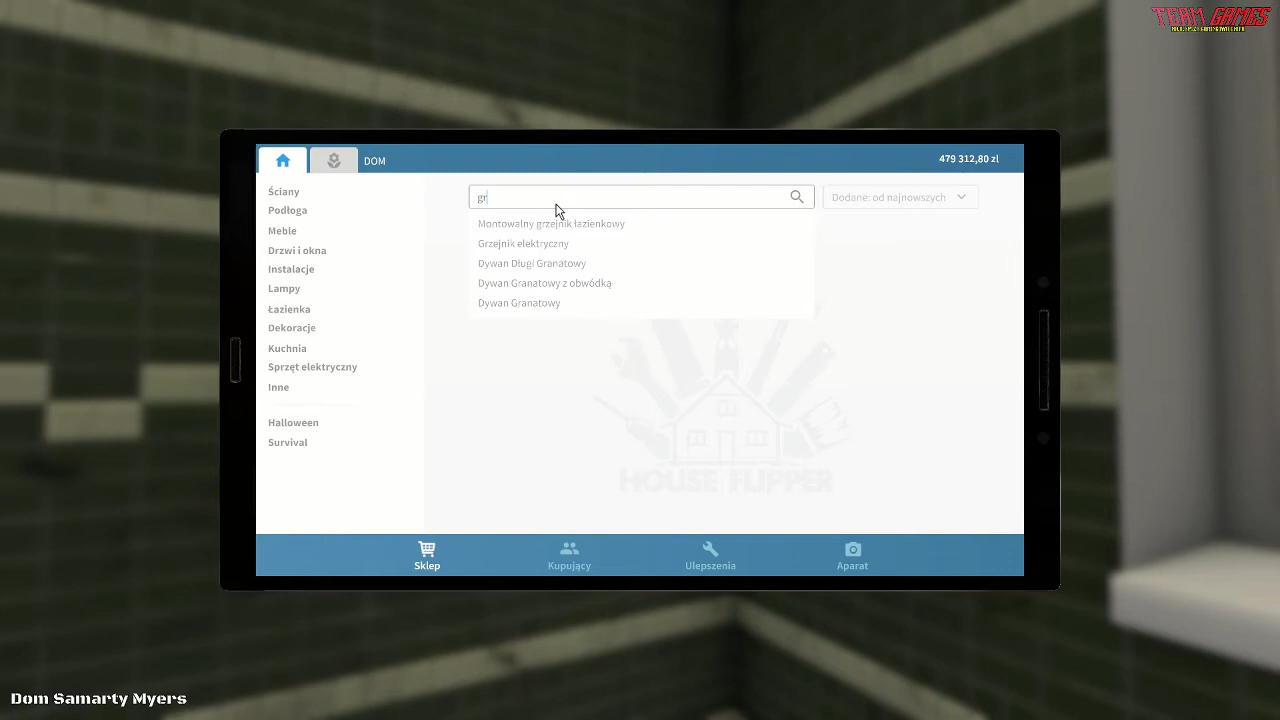 TEAM GAMES
DOM
479 312,80 zl
Ściany
Podłoga
Meble
Drzwi i okna
Instalacje
Lampy
Łazienka
Dekoracje
Kuchnia
Sprzęt elektryczny
Inne
Halloween
Survival
gr
Dodane: od najnowszych
Montowalny grzejnik łazienkowy
Grzejnik elektryczny
Dywan Długi Granatowy
Dywan Granatowy z obwódką
Dywan Granatowy
HOUSE FLIPPER
Sklep
Kupujący
Ulepszenia
Aparat
Dom Samarty Myers